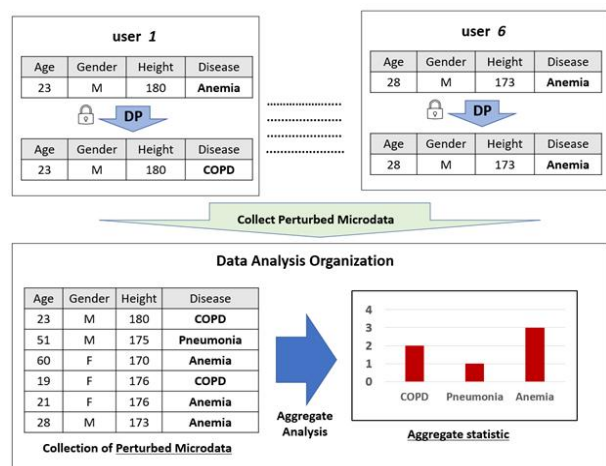 user 1
Age Gender Height Disease
23 M 180 Anemia
DP
Age Gender Height Disease
23 M 180 COPD
user 6
Age Gender Height Disease
28 M 173 Anemia
DP
Age Gender Height Disease
28 M 173 Anemia
Collect Perturbed Microdata
Data Analysis Organization
Age Gender Height Disease
23 M 180 COPD
51 M 175 Pneumonia
60 F 170 Anemia
19 F 176 COPD
21 F 176 Anemia
28 M 173 Anemia
Collection of Perturbed Microdata
Aggregate
Analysis
4
3
2
1
0
COPD Pneumonia Anemia
Aggregate statistic